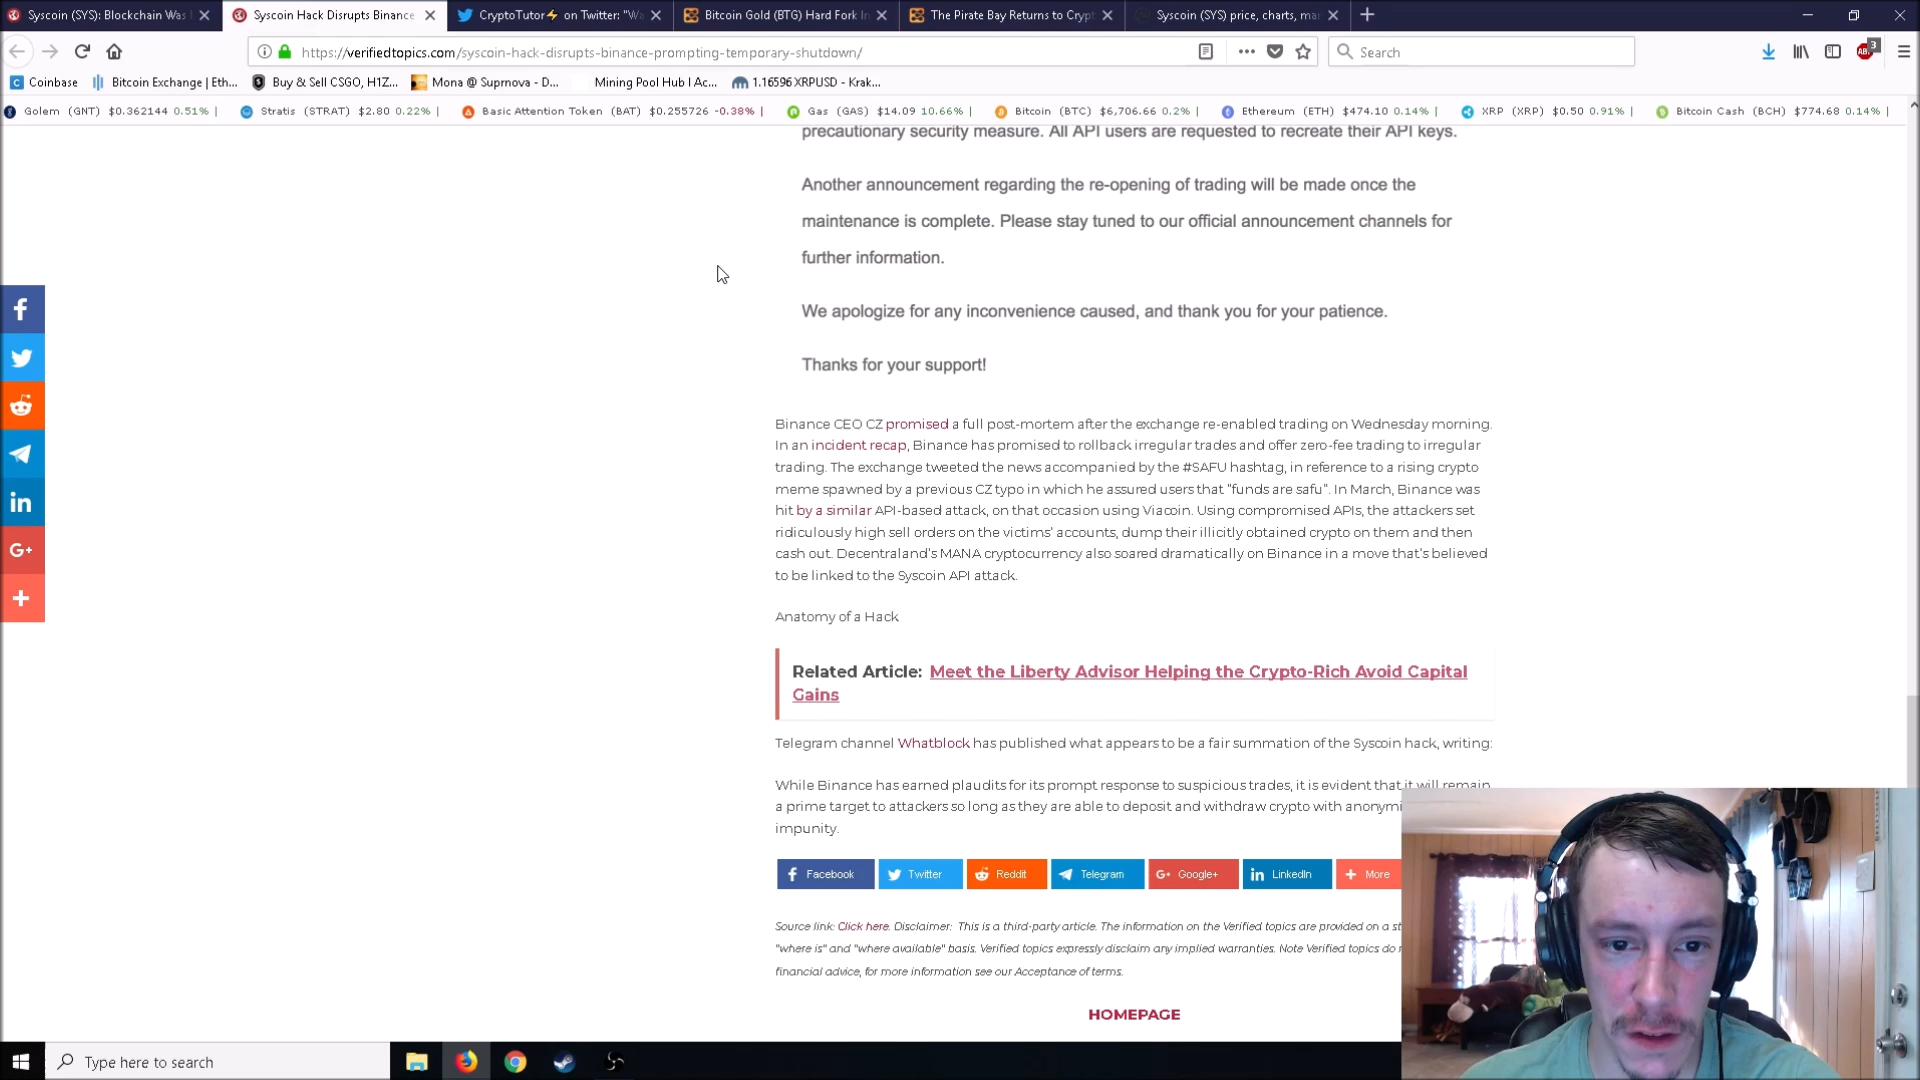 Syscoin (SYS): Blockchain Was
Syscoin Hack Disrupts Binance
CryptoTutor⚡ on Twitter: "Wa
Bitcoin Gold (BTG) Hard Fork In
The Pirate Bay Returns to Crypt
Syscoin (SYS) price, charts, ma
https://verifiedtopics.com/syscoin-hack-disrupts-binance-prompting-temporary-shutdown/
Search
3
Coinbase
Bitcoin Exchange | Eth...
Buy & Sell CSGO, H1Z...
Mona @ Suprnova - D...
Mining Pool Hub | Ac...
1.16596 XRPUSD - Krak...
Golem (GNT) $0.362144 0.51% |
Stratis (STRAT) $2.80 0.22% |
Basic Attention Token (BAT) $0.255726 -0.38% |
Gas (GAS) $14.09 10.66% |
Bitcoin (BTC) $6,706.66 0.2% |
Ethereum (ETH) $474.10 0.14% |
XRP (XRP) $0.50 0.91% |
Bitcoin Cash (BCH) $774.68 0.14% |
precautionary security measure. All API users are requested to recreate their API keys.
Another announcement regarding the re-opening of trading will be made once the
maintenance is complete. Please stay tuned to our official announcement channels for
further information.
We apologize for any inconvenience caused, and thank you for your patience.
Thanks for your support!
Binance CEO CZ promised a full post-mortem after the exchange re-enabled trading on Wednesday morning.
In an incident recap, Binance has promised to rollback irregular trades and offer zero-fee trading to irregular
trading. The exchange tweeted the news accompanied by the #SAFU hashtag, in reference to a rising crypto
meme spawned by a previous CZ typo in which he assured users that "funds are safu". In March, Binance was
hit by a similar API-based attack, on that occasion using Viacoin. Using compromised APIs, the attackers set
ridiculously high sell orders on the victims' accounts, dump their illicitly obtained crypto on them and then
cash out. Decentraland's MANA cryptocurrency also soared dramatically on Binance in a move that's believed
to be linked to the Syscoin API attack.
Anatomy of a Hack
Related Article: Meet the Liberty Advisor Helping the Crypto-Rich Avoid Capital
Gains
Telegram channel Whatblock has published what appears to be a fair summation of the Syscoin hack, writing:
While Binance has earned plaudits for its prompt response to suspicious trades, it is evident that it will remain
a prime target to attackers so long as they are able to deposit and withdraw crypto with anonymi
impunity.
Facebook
Twitter
Reddit
Telegram
Google+
LinkedIn
More
Source link: Click here. Disclaimer: This is a third-party article. The information on the Verified topics are provided on a st
"where is" and "where available" basis. Verified topics expressly disclaim any implied warranties. Note Verified topics do
financial advice, for more information see our Acceptance of terms.
HOMEPAGE
Type here to search